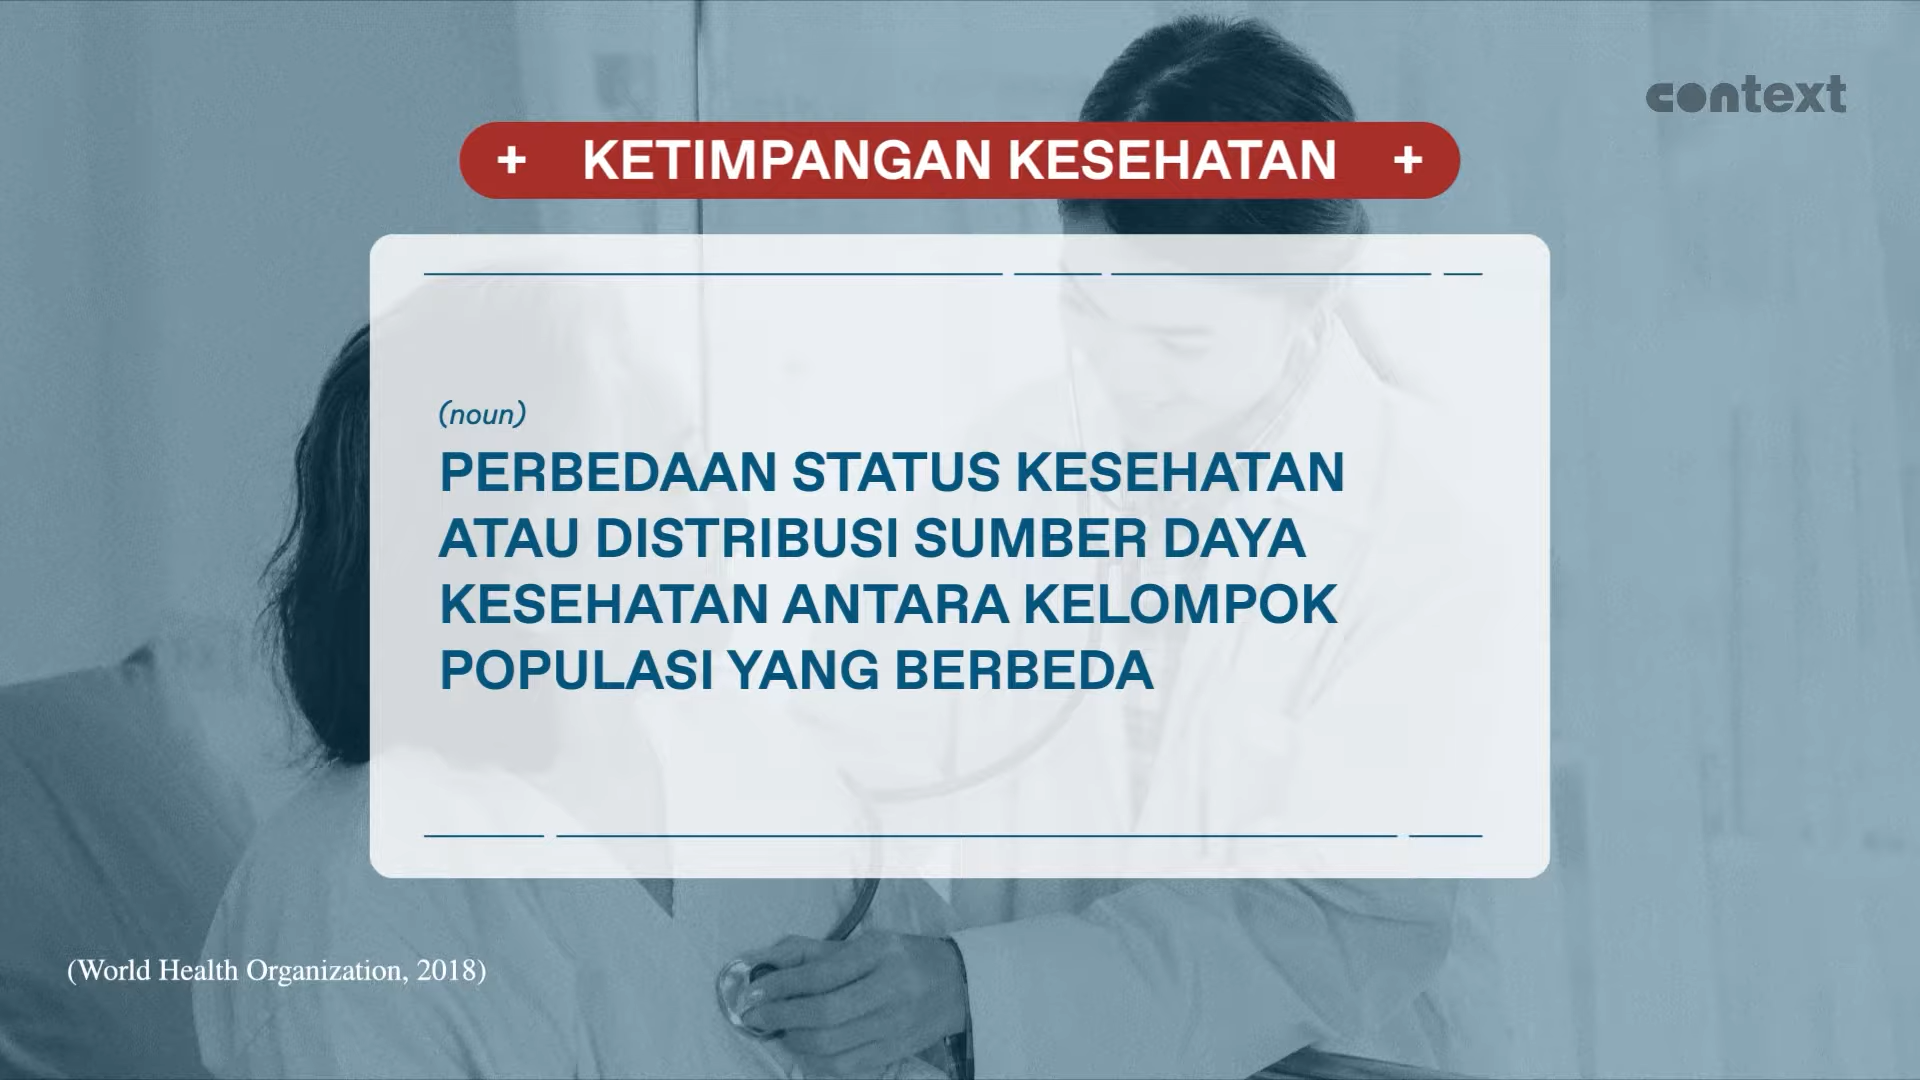 context
+ KETIMPANGAN KESEHATAN +
(noun)
PERBEDAAN STATUS KESEHATAN
ATAU DISTRIBUSI SUMBER DAYA
KESEHATAN ANTARA KELOMPOK
POPULASI YANG BERBEDA
(World Health Organization, 2018)